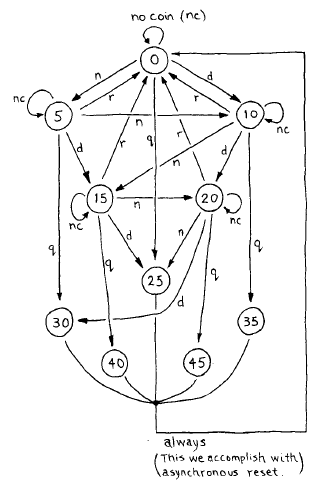 no coin (nc)
0
n
d
r
r
nc
5
n
10
nc
q
r
r
d
n
d
15
n
20
nc
nc
q
d
n
q
q
q
25
d
30
35
40
45
always
(This we accomplish with)
asynchronous reset.